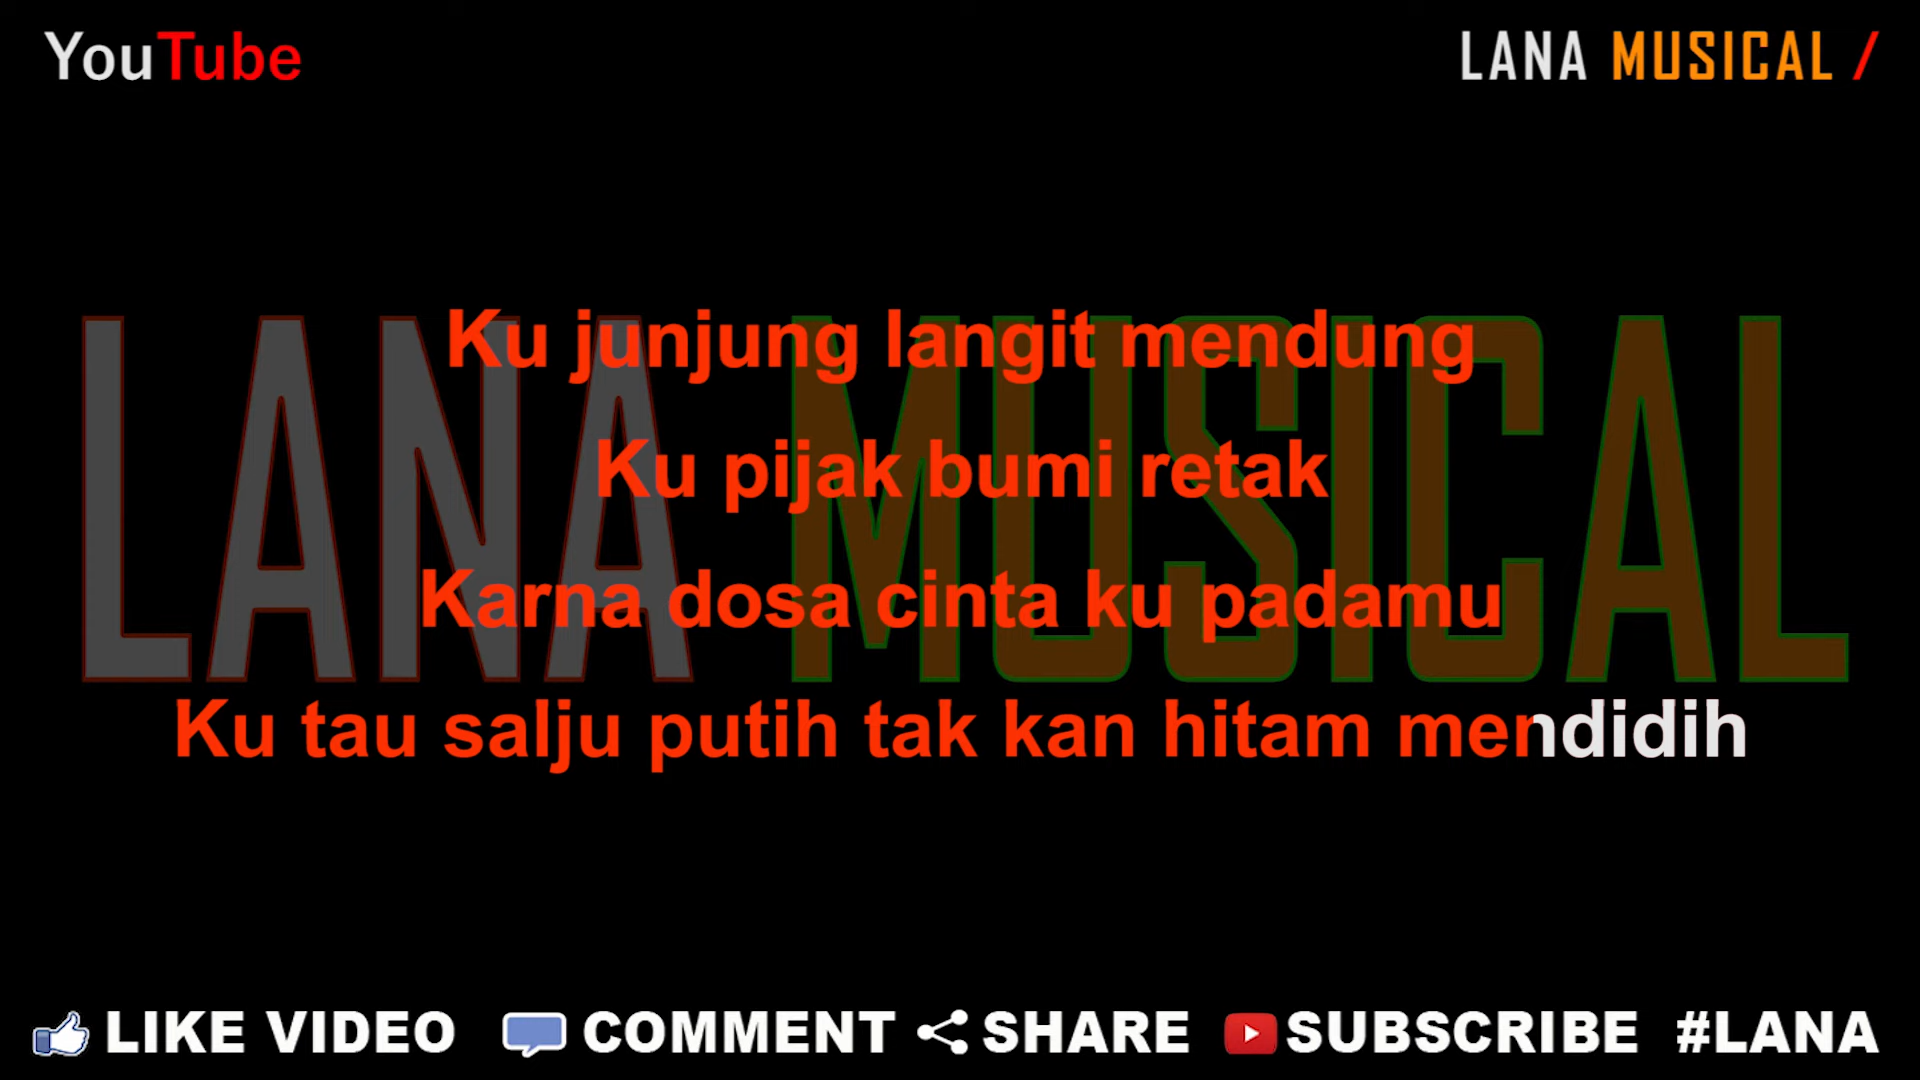 YouTube
LANA MUSICAL /
LANA MUSICAL
Ku junjung langit mendung
Ku pijak bumi retak
Karna dosa cinta ku padamu
Ku tau salju putih tak kan hitam mendidih
LIKE VIDEO COMMENT SHARE SUBSCRIBE #LANA